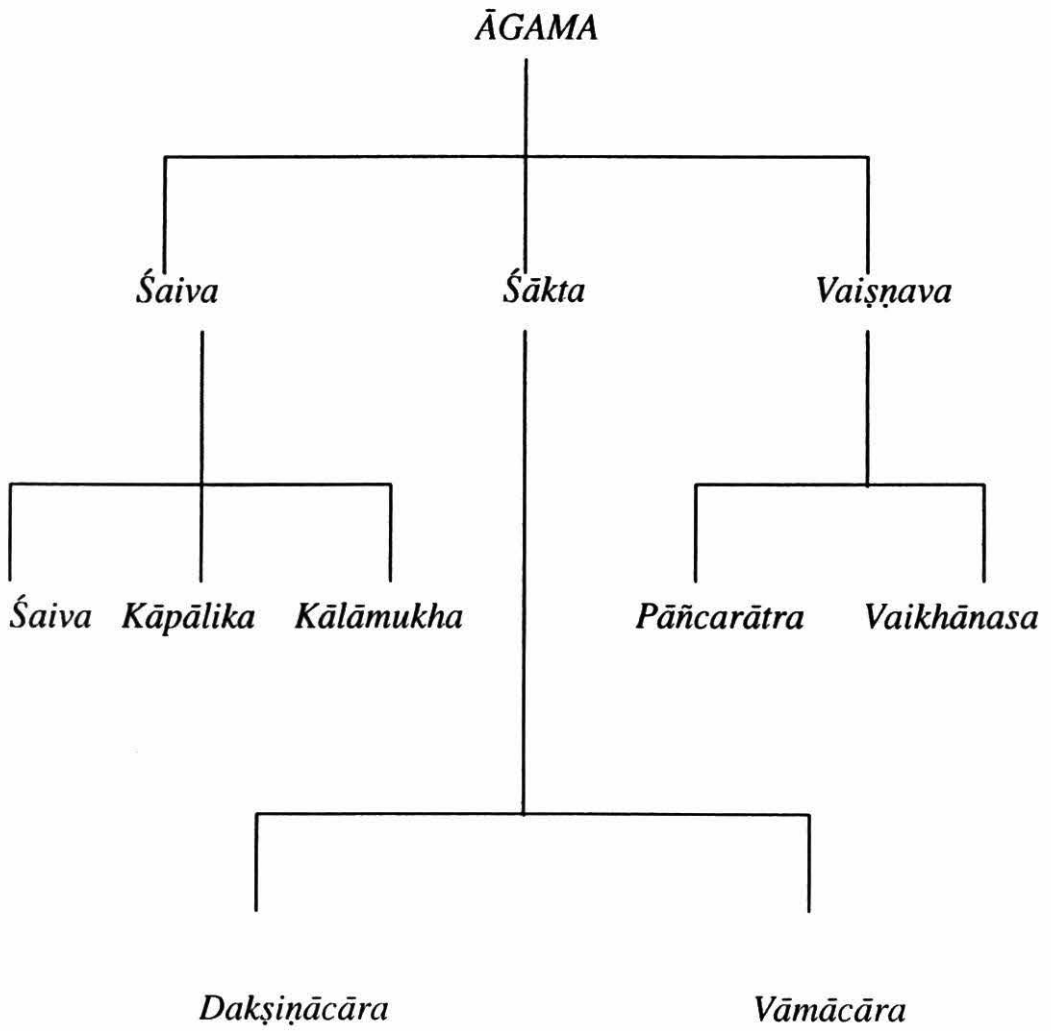 ĀGAMA
Śaiva Śākta Vaiṣṇava
Śaiva Kāpālika Kālāmukha Pāñcarātra Vaikhānasa
Dakṣiṇācāra Vāmācāra